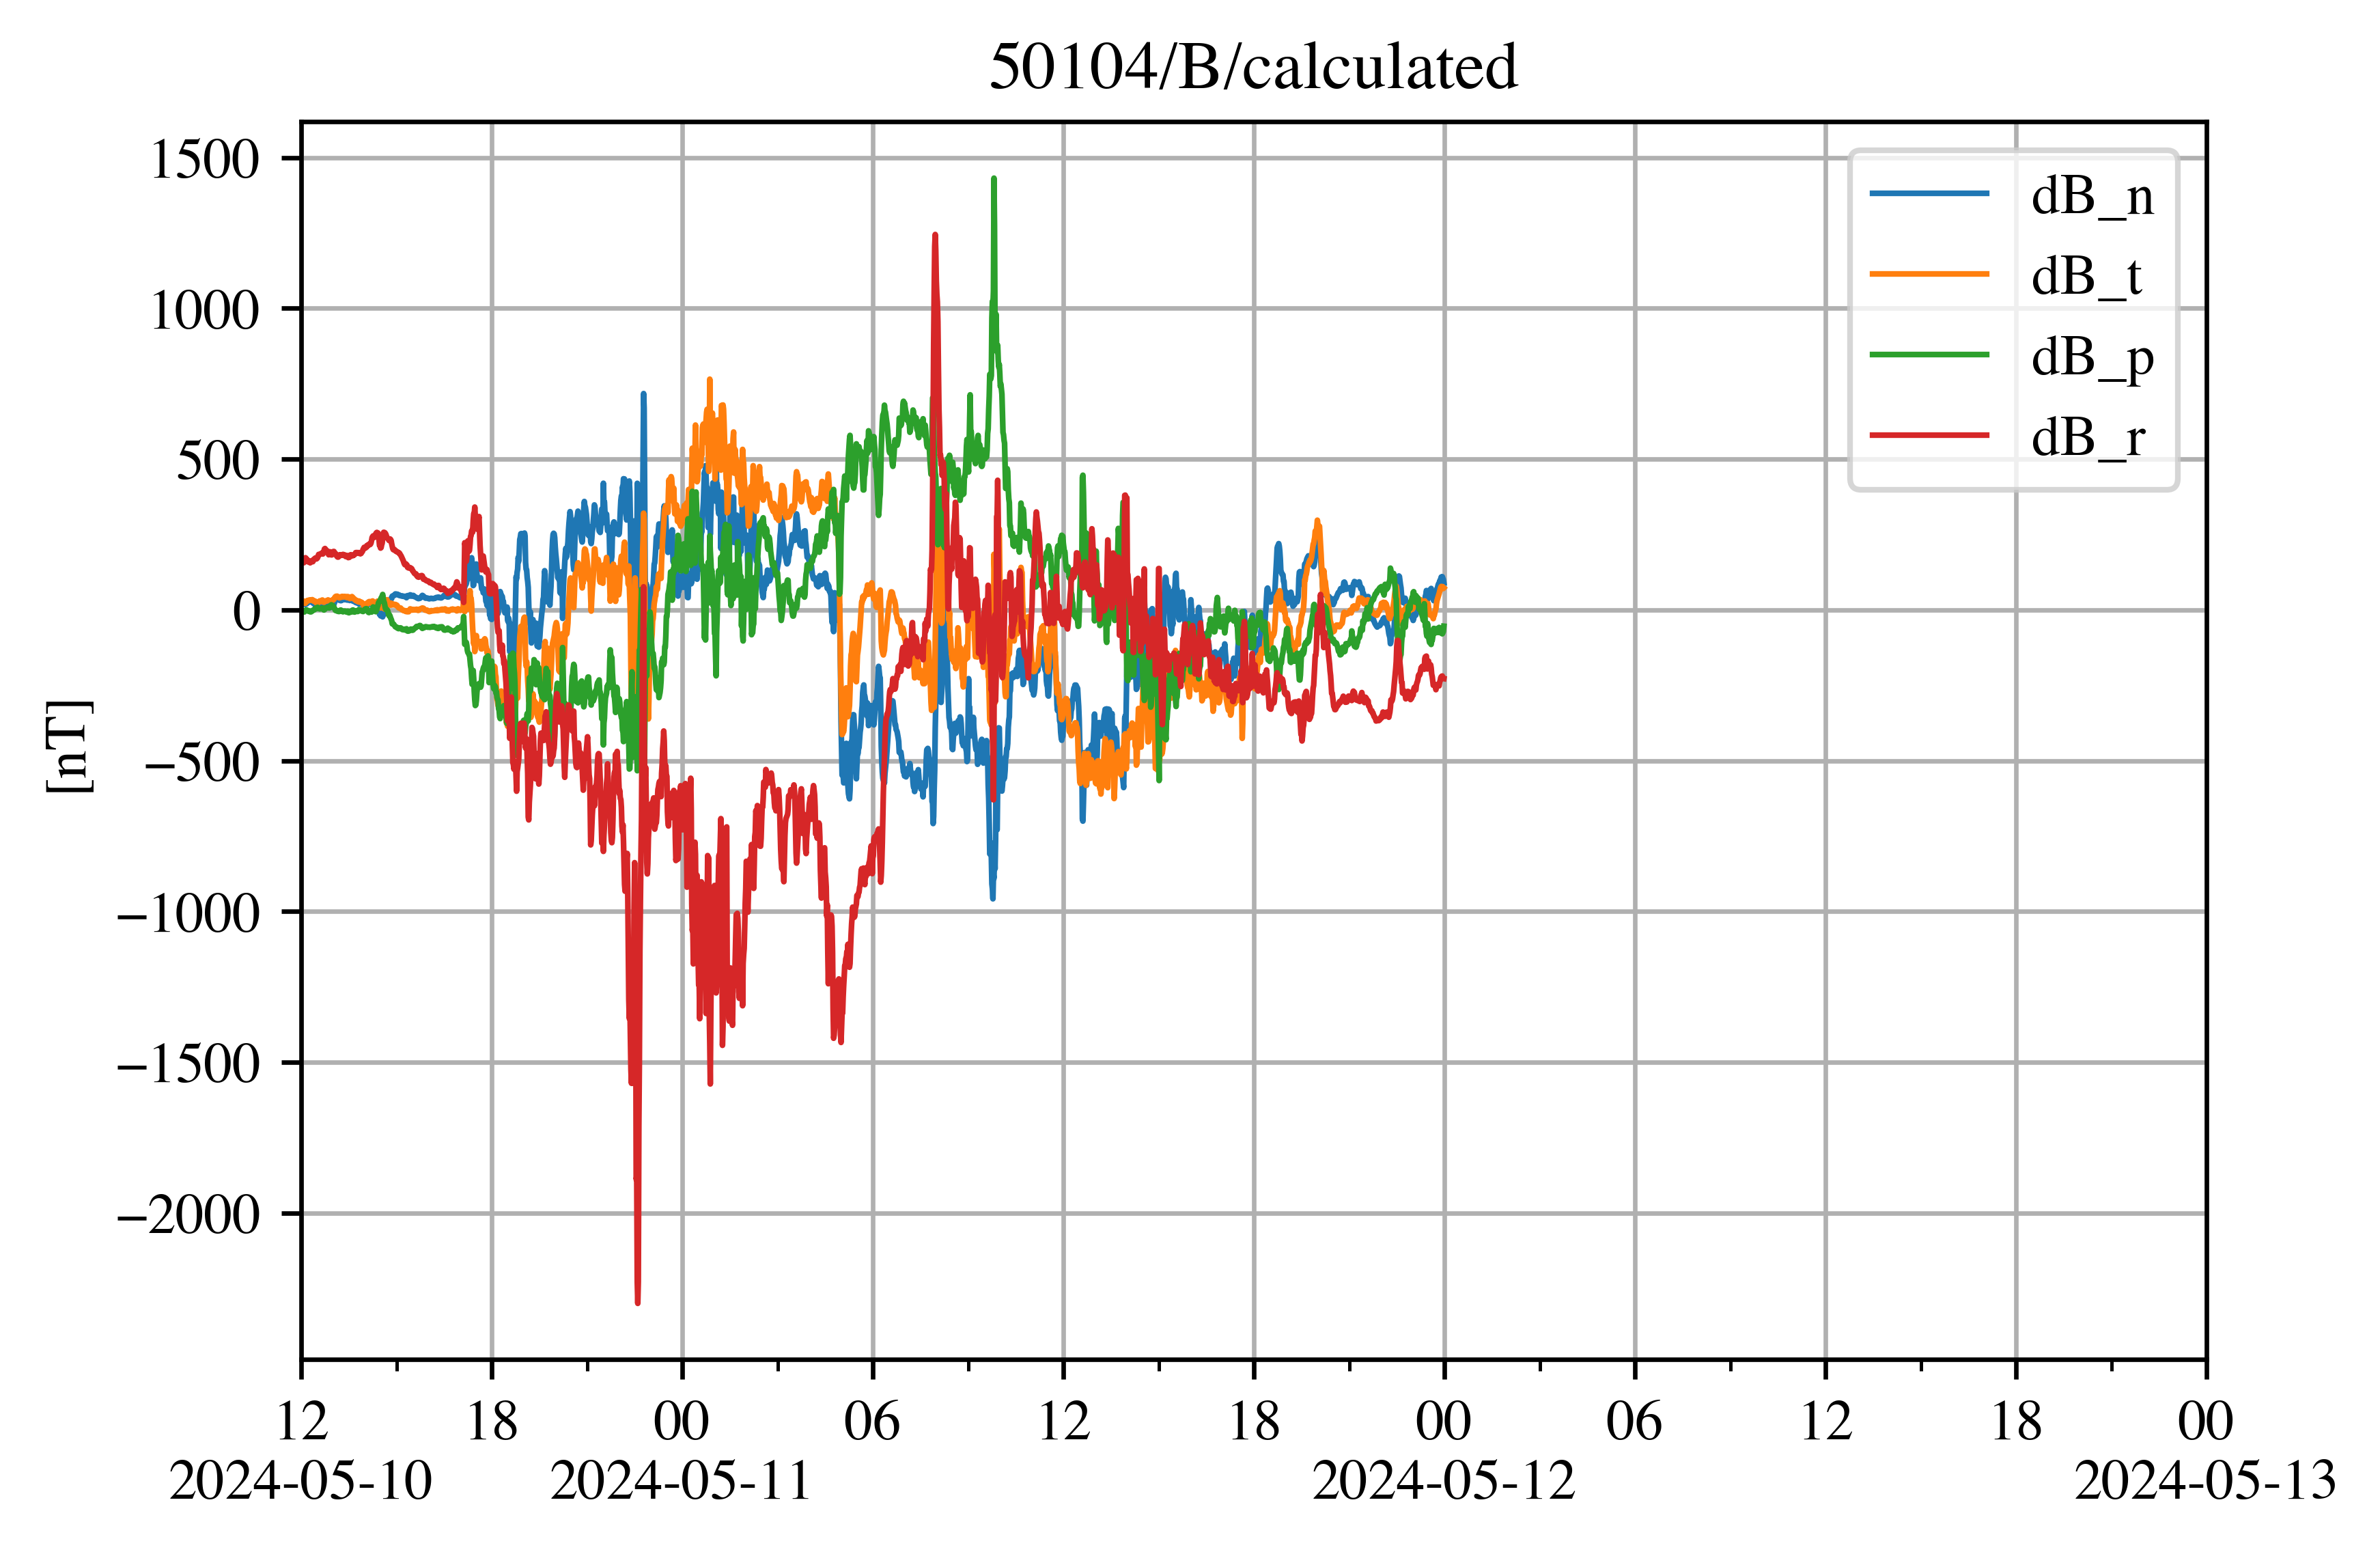 50104/B/calculated
1500
1000
500
0
−500
−1000
−1500
−2000
[nT]
dB_n
dB_t
dB_p
dB_r
12 18 00 06 12 18 00 06 12 18 00
2024-05-10 2024-05-11 2024-05-12 2024-05-13